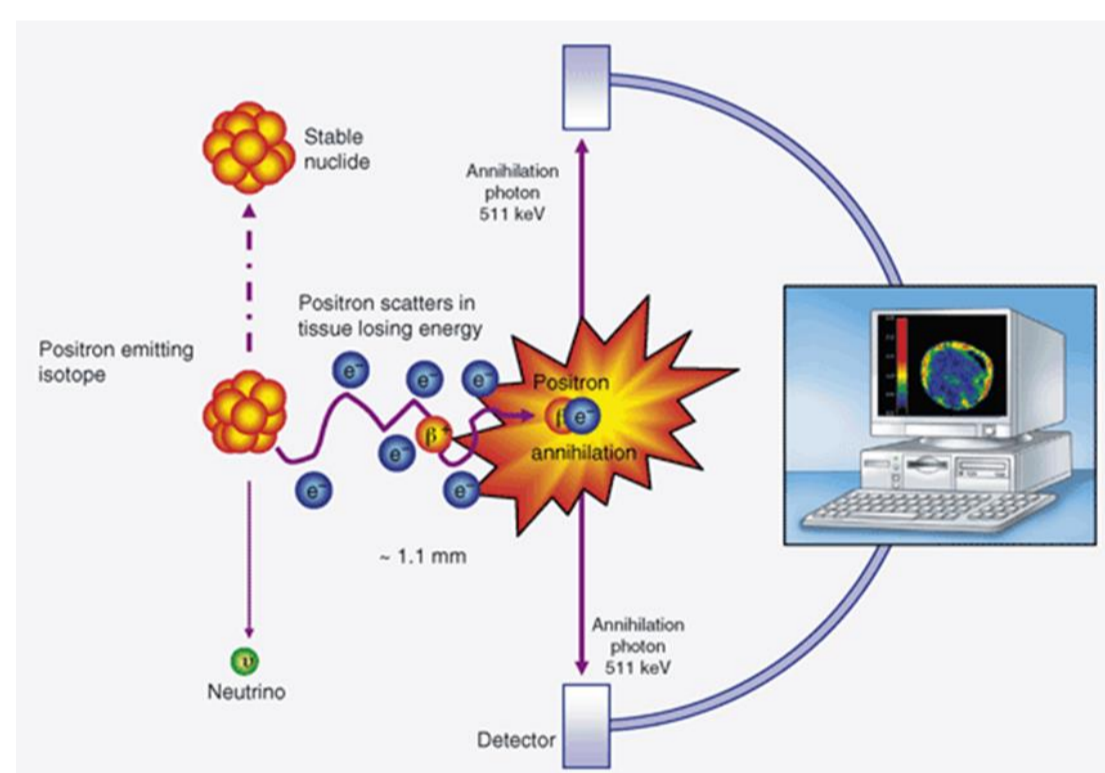 Stable
nuclide
Annihilation
photon
511 keV
Positron scatters in
tissue losing energy
Positron emitting
isotope
e⁻
e⁻
e⁻
Positron
β
e⁻
β⁺
annihilation
e⁻
e⁻
e⁻
~ 1.1 mm
Annihilation
photon
511 keV
υ
Neutrino
Detector